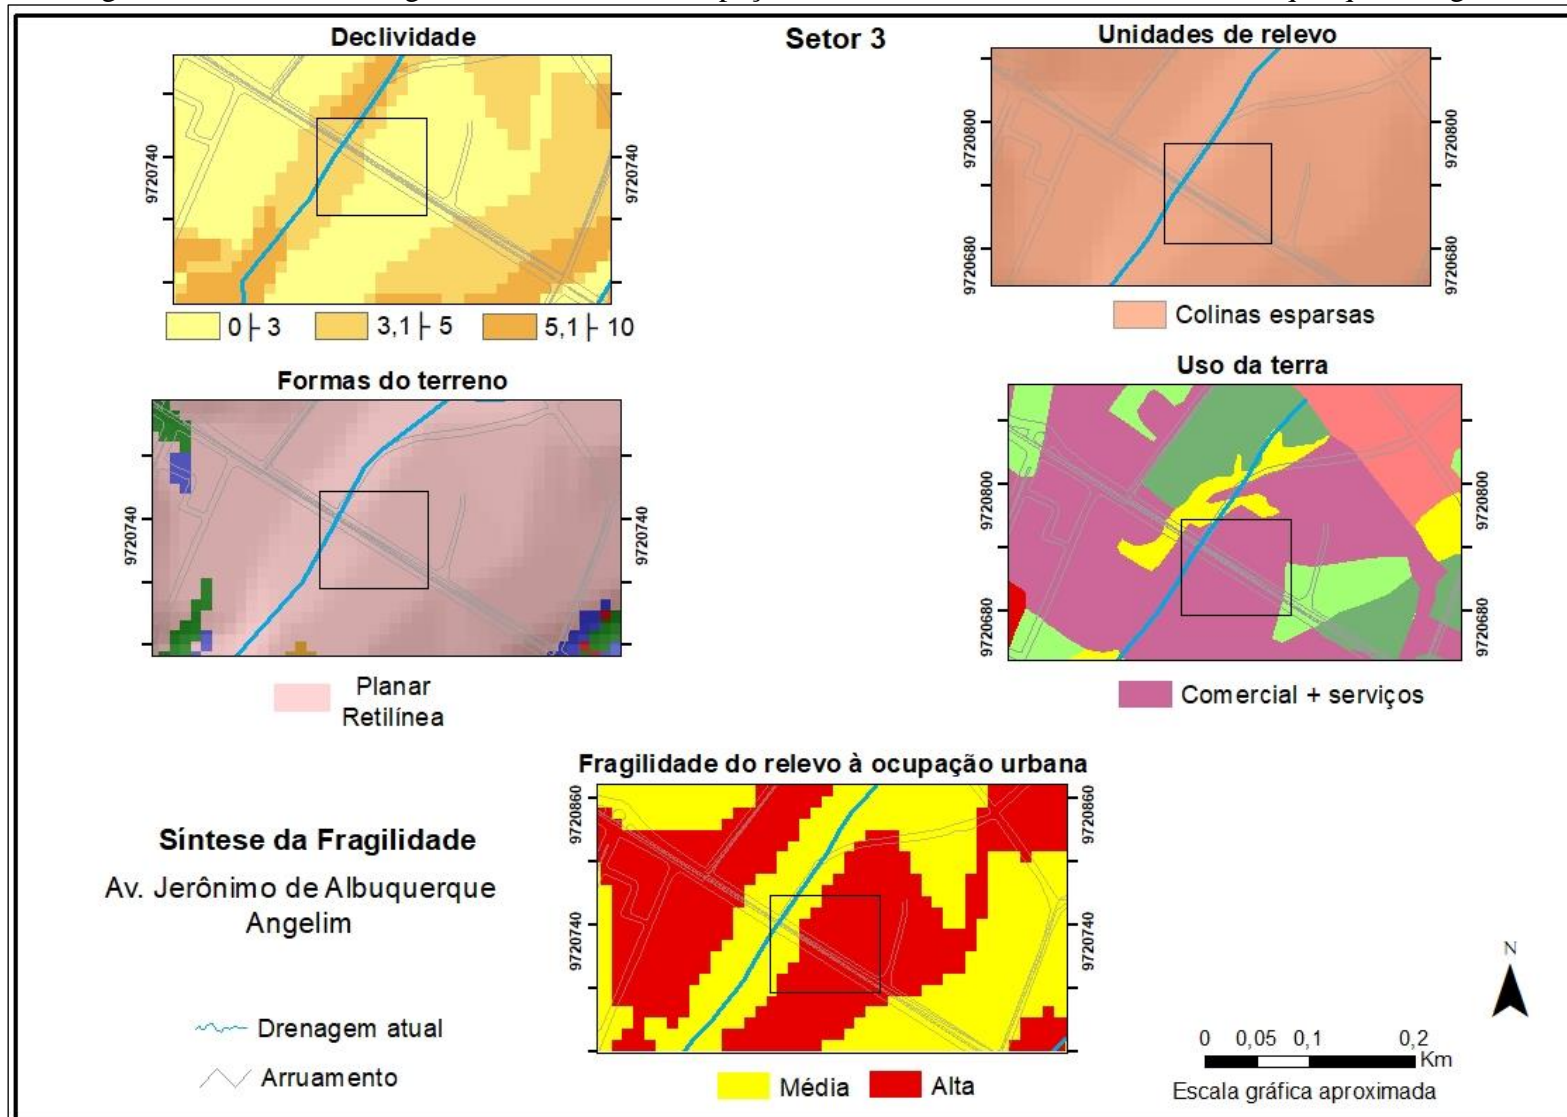 Declividade
Setor 3
Unidades de relevo
9720740
9720740
9720800
9720680
9720800
9720680
0 ├ 3
3,1 ├ 5
5,1 ├ 10
Colinas esparsas
Formas do terreno
Uso da terra
9720740
9720740
9720800
9720680
9720800
9720680
Planar
Retilínea
Comercial + serviços
Fragilidade do relevo à ocupação urbana
9720860
9720740
9720860
9720740
Síntese da Fragilidade
Av. Jerônimo de Albuquerque
Angelim
Drenagem atual
Arruamento
Média
Alta
N
0 0,05 0,1 0,2
Km
Escala gráfica aproximada